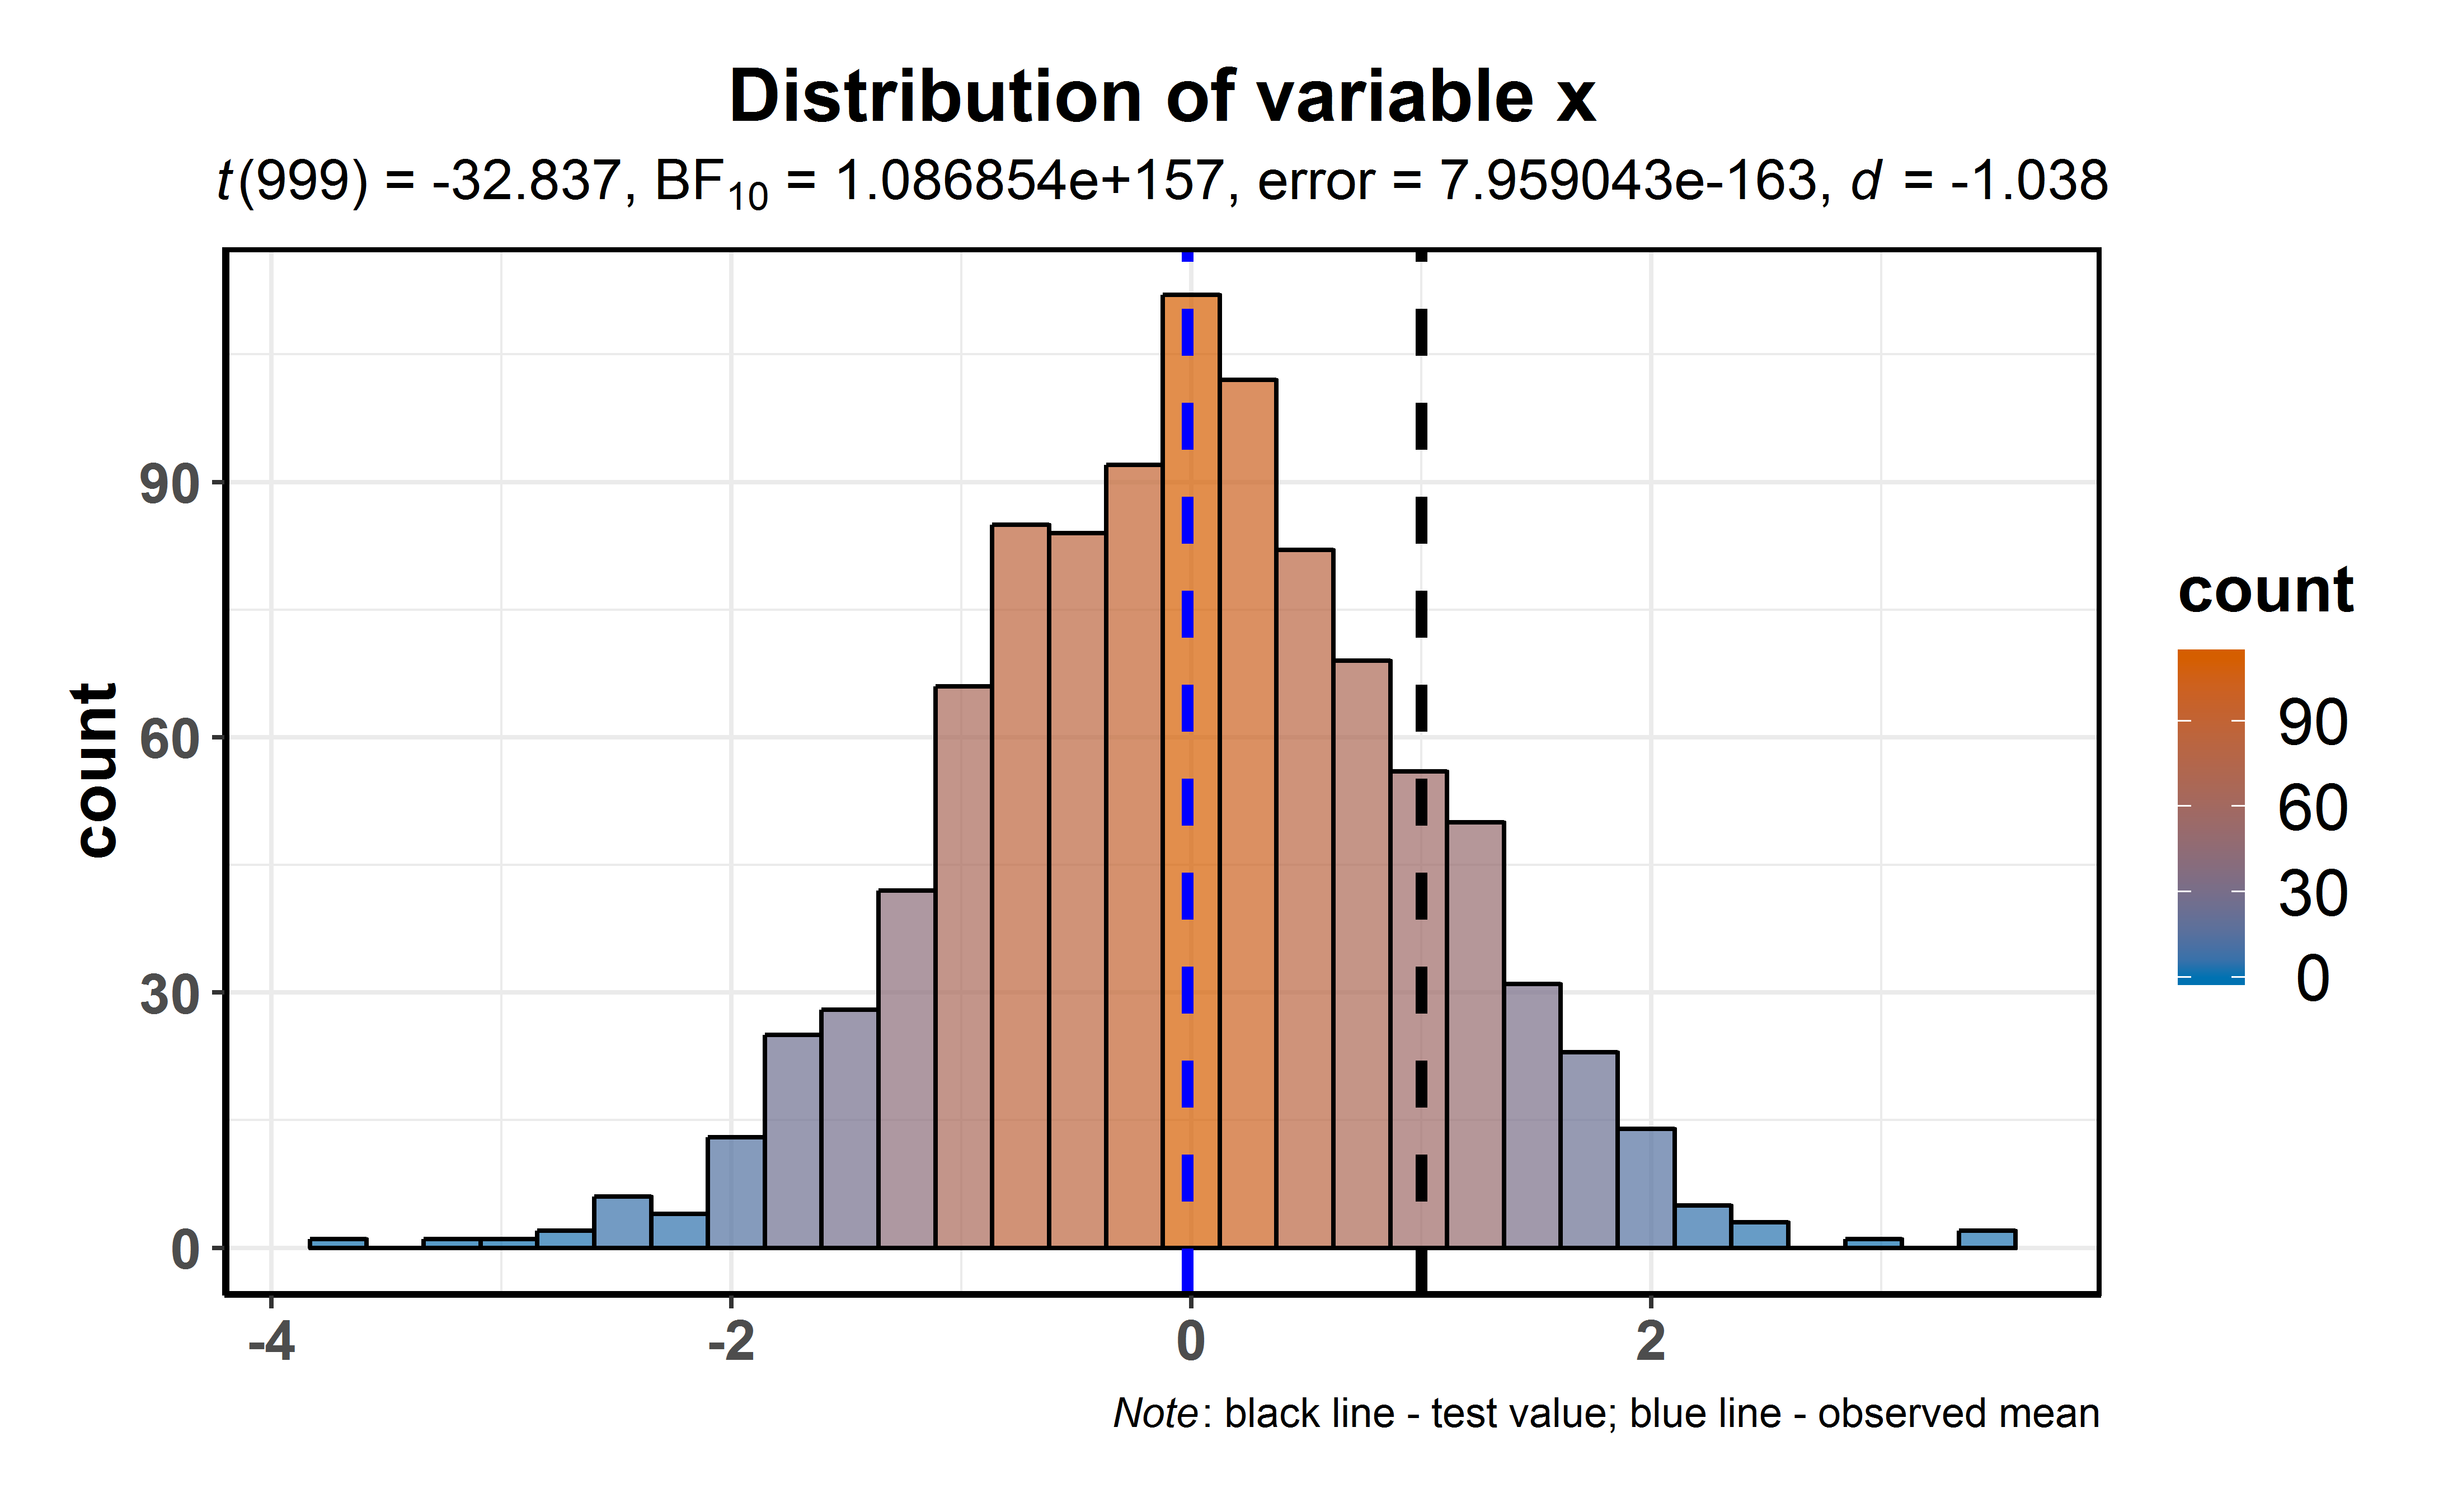 Distribution of variable x
t(999) = -32.837, BF₁₀ = 1.086854e+157, error = 7.959043e-163, d = -1.038
count
90
60
30
0
-4
-2
0
2
count
90
60
30
0
Note: black line - test value; blue line - observed mean